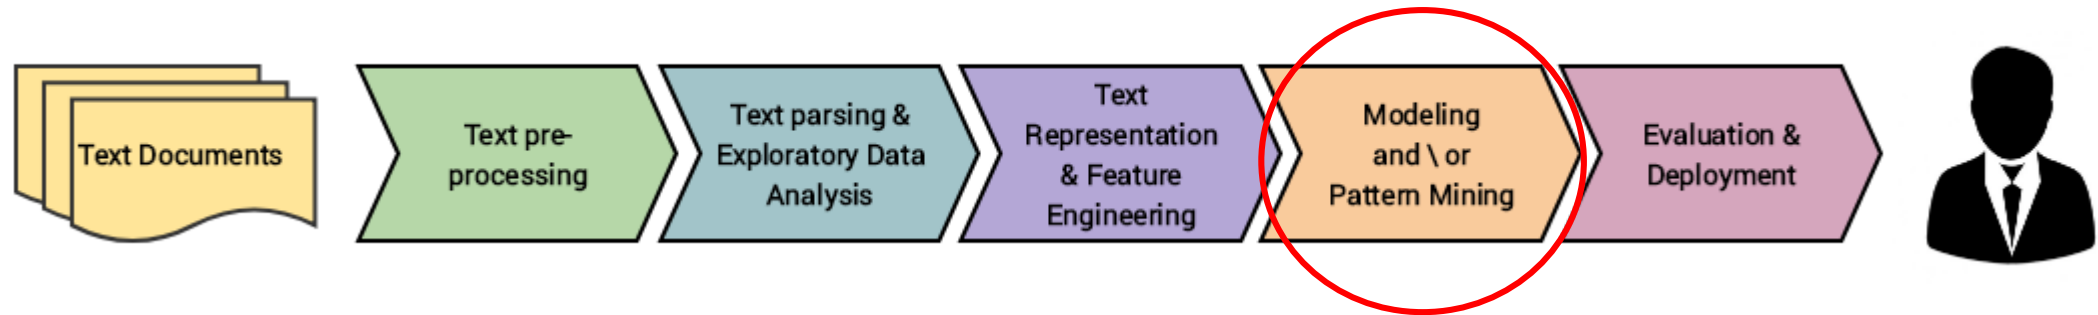 Text Documents
Text pre-
processing
Text parsing &
Exploratory Data
Analysis
Text
Representation
& Feature
Engineering
Modeling
and \ or
Pattern Mining
Evaluation &
Deployment